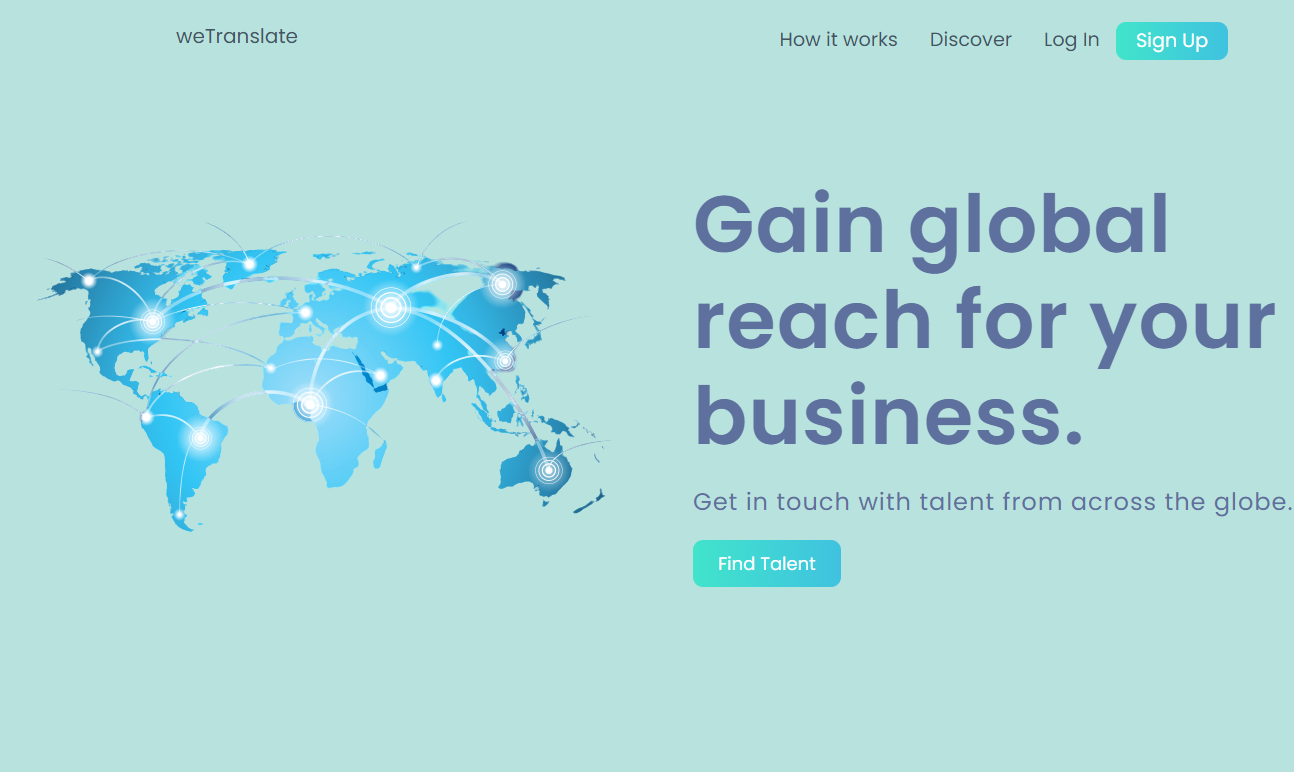 weTranslate
How it works
Discover
Log In
Sign Up
Gain global
reach for your
business.
Get in touch with talent from across the globe.
Find Talent